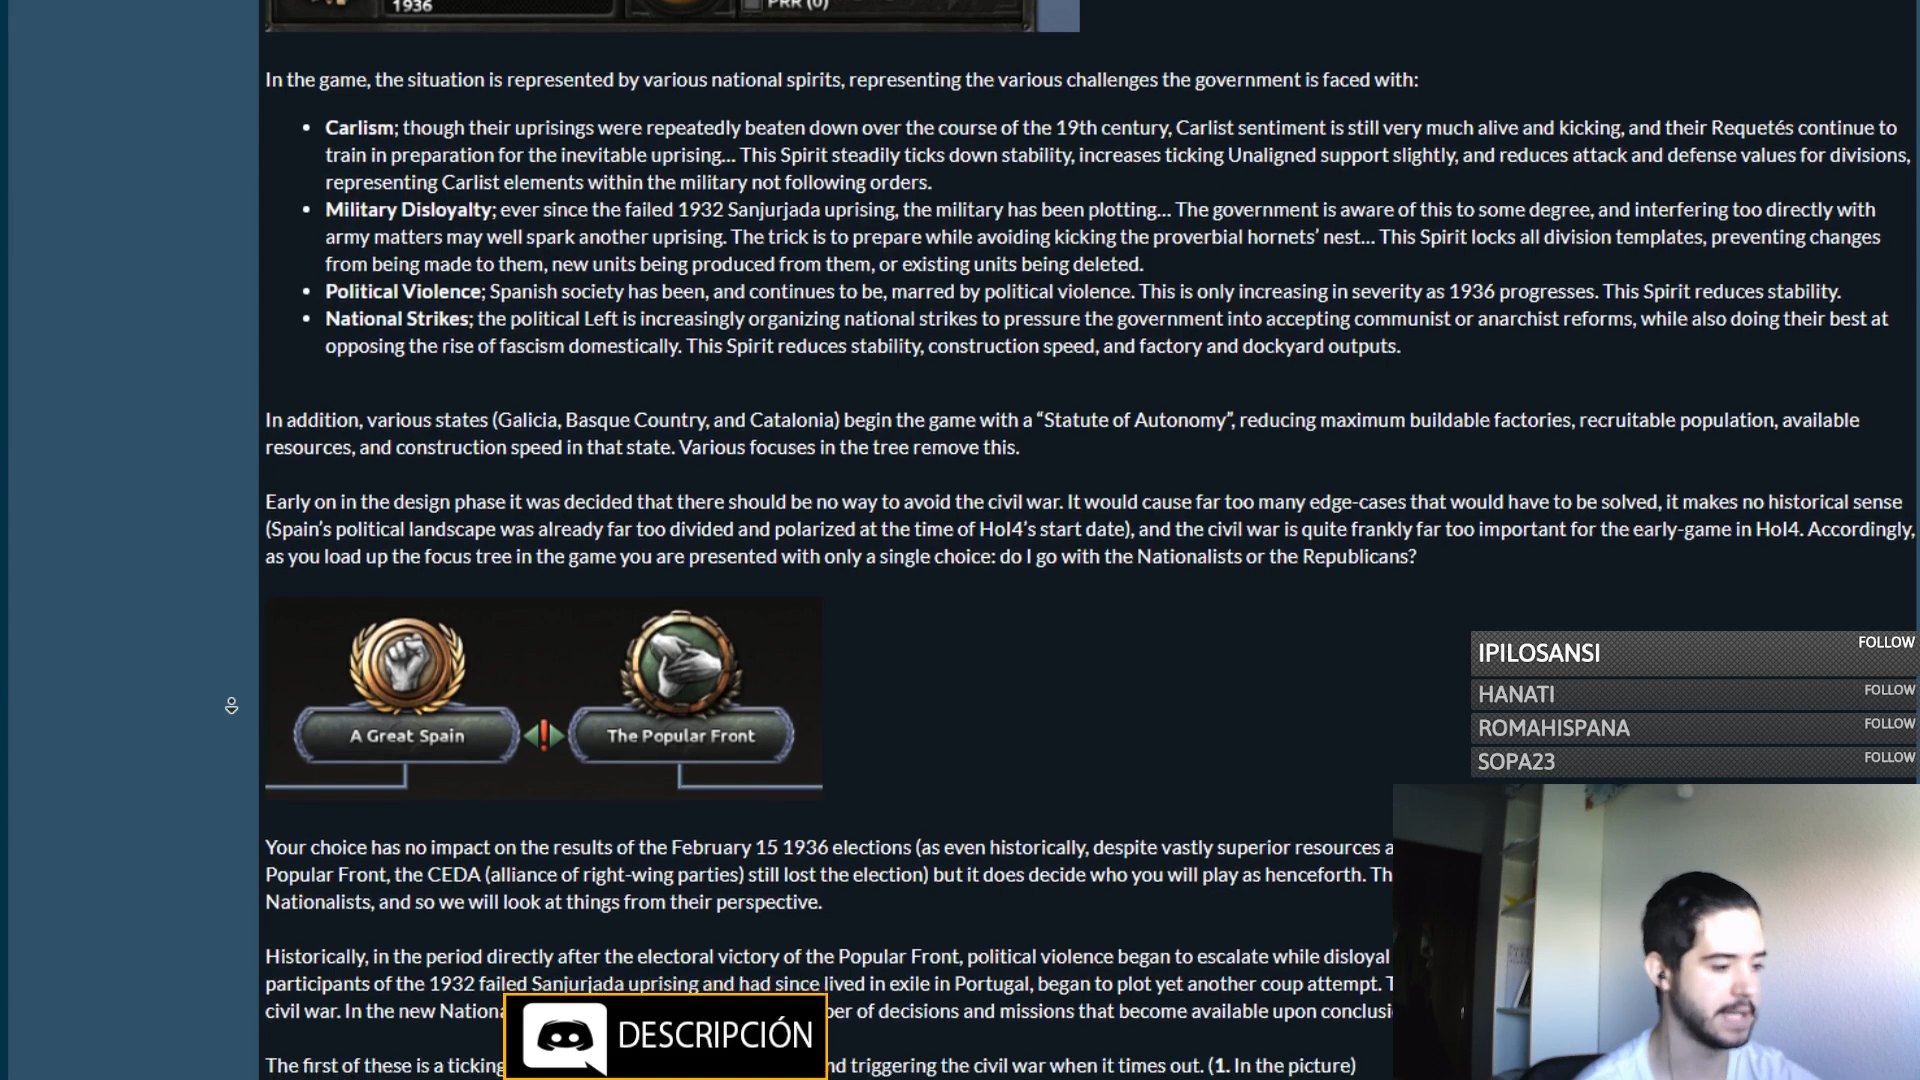 1936
PRR (0)
In the game, the situation is represented by various national spirits, representing the various challenges the government is faced with:
• Carlism; though their uprisings were repeatedly beaten down over the course of the 19th century, Carlist sentiment is still very much alive and kicking, and their Requetés continue to
train in preparation for the inevitable uprising... This Spirit steadily ticks down stability, increases ticking Unaligned support slightly, and reduces attack and defense values for divisions,
representing Carlist elements within the military not following orders.
• Military Disloyalty; ever since the failed 1932 Sanjurjada uprising, the military has been plotting... The government is aware of this to some degree, and interfering too directly with
army matters may well spark another uprising. The trick is to prepare while avoiding kicking the proverbial hornets’ nest... This Spirit locks all division templates, preventing changes
from being made to them, new units being produced from them, or existing units being deleted.
• Political Violence; Spanish society has been, and continues to be, marred by political violence. This is only increasing in severity as 1936 progresses. This Spirit reduces stability.
• National Strikes; the political Left is increasingly organizing national strikes to pressure the government into accepting communist or anarchist reforms, while also doing their best at
opposing the rise of fascism domestically. This Spirit reduces stability, construction speed, and factory and dockyard outputs.
In addition, various states (Galicia, Basque Country, and Catalonia) begin the game with a “Statute of Autonomy”, reducing maximum buildable factories, recruitable population, available
resources, and construction speed in that state. Various focuses in the tree remove this.
Early on in the design phase it was decided that there should be no way to avoid the civil war. It would cause far too many edge-cases that would have to be solved, it makes no historical sense
(Spain’s political landscape was already far too divided and polarized at the time of HoI4’s start date), and the civil war is quite frankly far too important for the early-game in HoI4. Accordingly,
as you load up the focus tree in the game you are presented with only a single choice: do I go with the Nationalists or the Republicans?
A Great Spain
The Popular Front
IPILOSANSI FOLLOW
HANATI FOLLOW
ROMAHISPANA FOLLOW
SOPA23 FOLLOW
Your choice has no impact on the results of the February 15 1936 elections (as even historically, despite vastly superior resources a
Popular Front, the CEDA (alliance of right-wing parties) still lost the election) but it does decide who you will play as henceforth. Th
Nationalists, and so we will look at things from their perspective.
Historically, in the period directly after the electoral victory of the Popular Front, political violence began to escalate while disloyal
participants of the 1932 failed Sanjurjada uprising and had since lived in exile in Portugal, began to plot yet another coup attempt. T
civil war. In the new Nationa ber of decisions and missions that become available upon conclusi
The first of these is a ticking nd triggering the civil war when it times out. (1. In the picture)
DESCRIPCIÓN